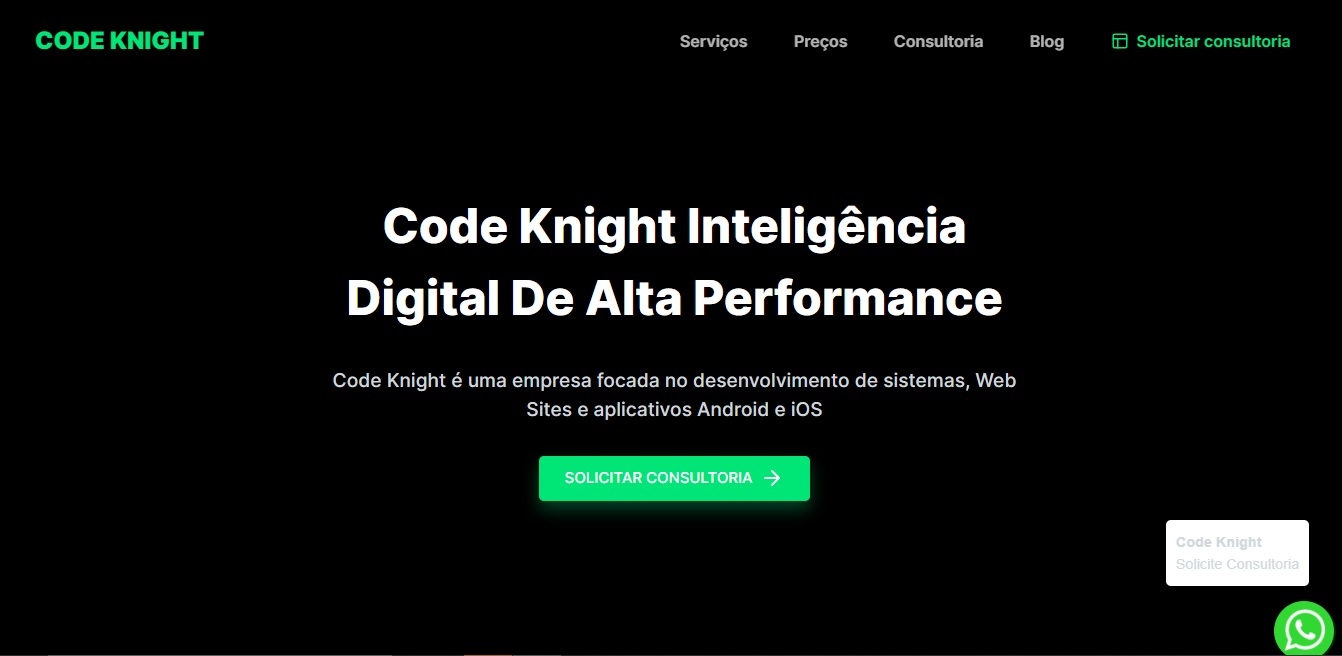 CODE KNIGHT
Serviços
Preços
Consultoria
Blog
Solicitar consultoria
Code Knight Inteligência
Digital De Alta Performance
Code Knight é uma empresa focada no desenvolvimento de sistemas, Web
Sites e aplicativos Android e iOS
SOLICITAR CONSULTORIA
Code Knight
Solicite Consultoria